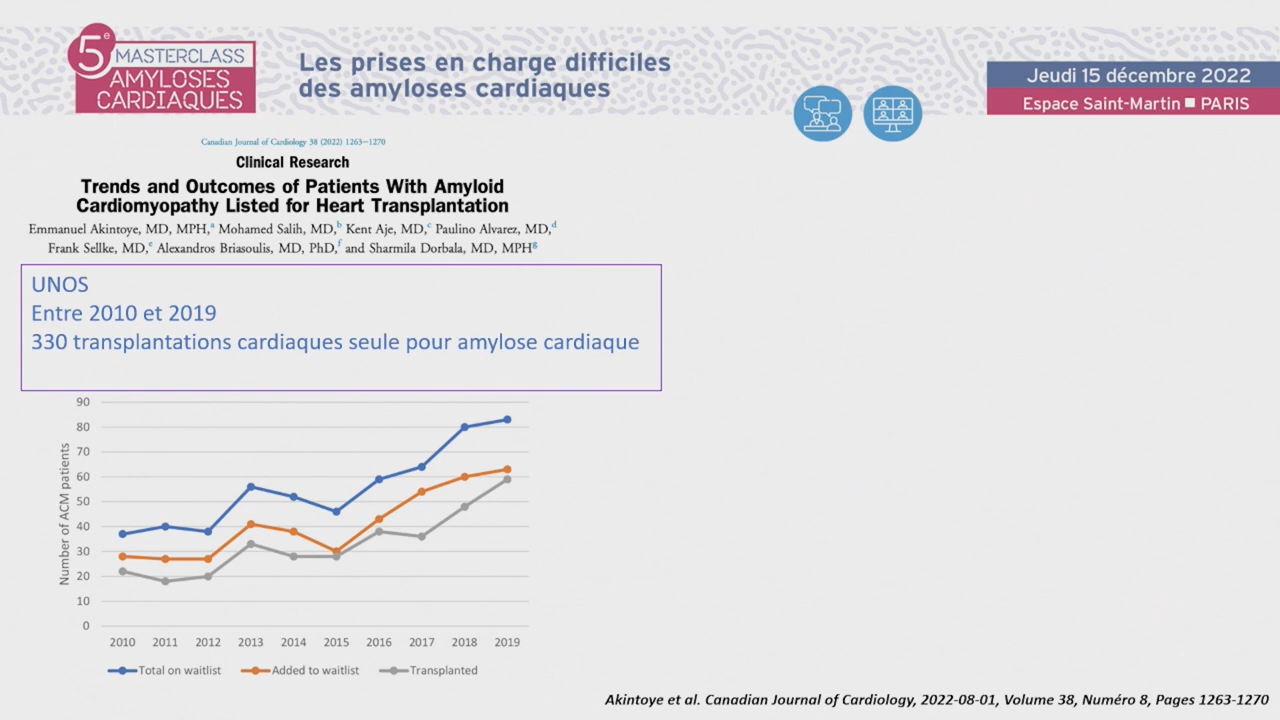 5e MASTERCLASS
AMYLOSES
CARDIAQUES
Les prises en charge difficiles
des amyloses cardiaques
Jeudi 15 décembre 2022
Espace Saint-Martin ■ PARIS
Canadian Journal of Cardiology 38 (2022) 1263–1270
Clinical Research
Trends and Outcomes of Patients With Amyloid
Cardiomyopathy Listed for Heart Transplantation
Emmanuel Akintoye, MD, MPH,a Mohamed Salih, MD,b Kent Aje, MD,c Paulino Alvarez, MD,d
Frank Sellke, MD,e Alexandros Briasoulis, MD, PhD,f and Sharmila Dorbala, MD, MPHg
UNOS
Entre 2010 et 2019
330 transplantations cardiaques seule pour amylose cardiaque
Number of ACM patients
90
80
70
60
50
40
30
20
10
0
2010 2011 2012 2013 2014 2015 2016 2017 2018 2019
Total on waitlist Added to waitlist Transplanted
Akintoye et al. Canadian Journal of Cardiology, 2022-08-01, Volume 38, Numéro 8, Pages 1263-1270